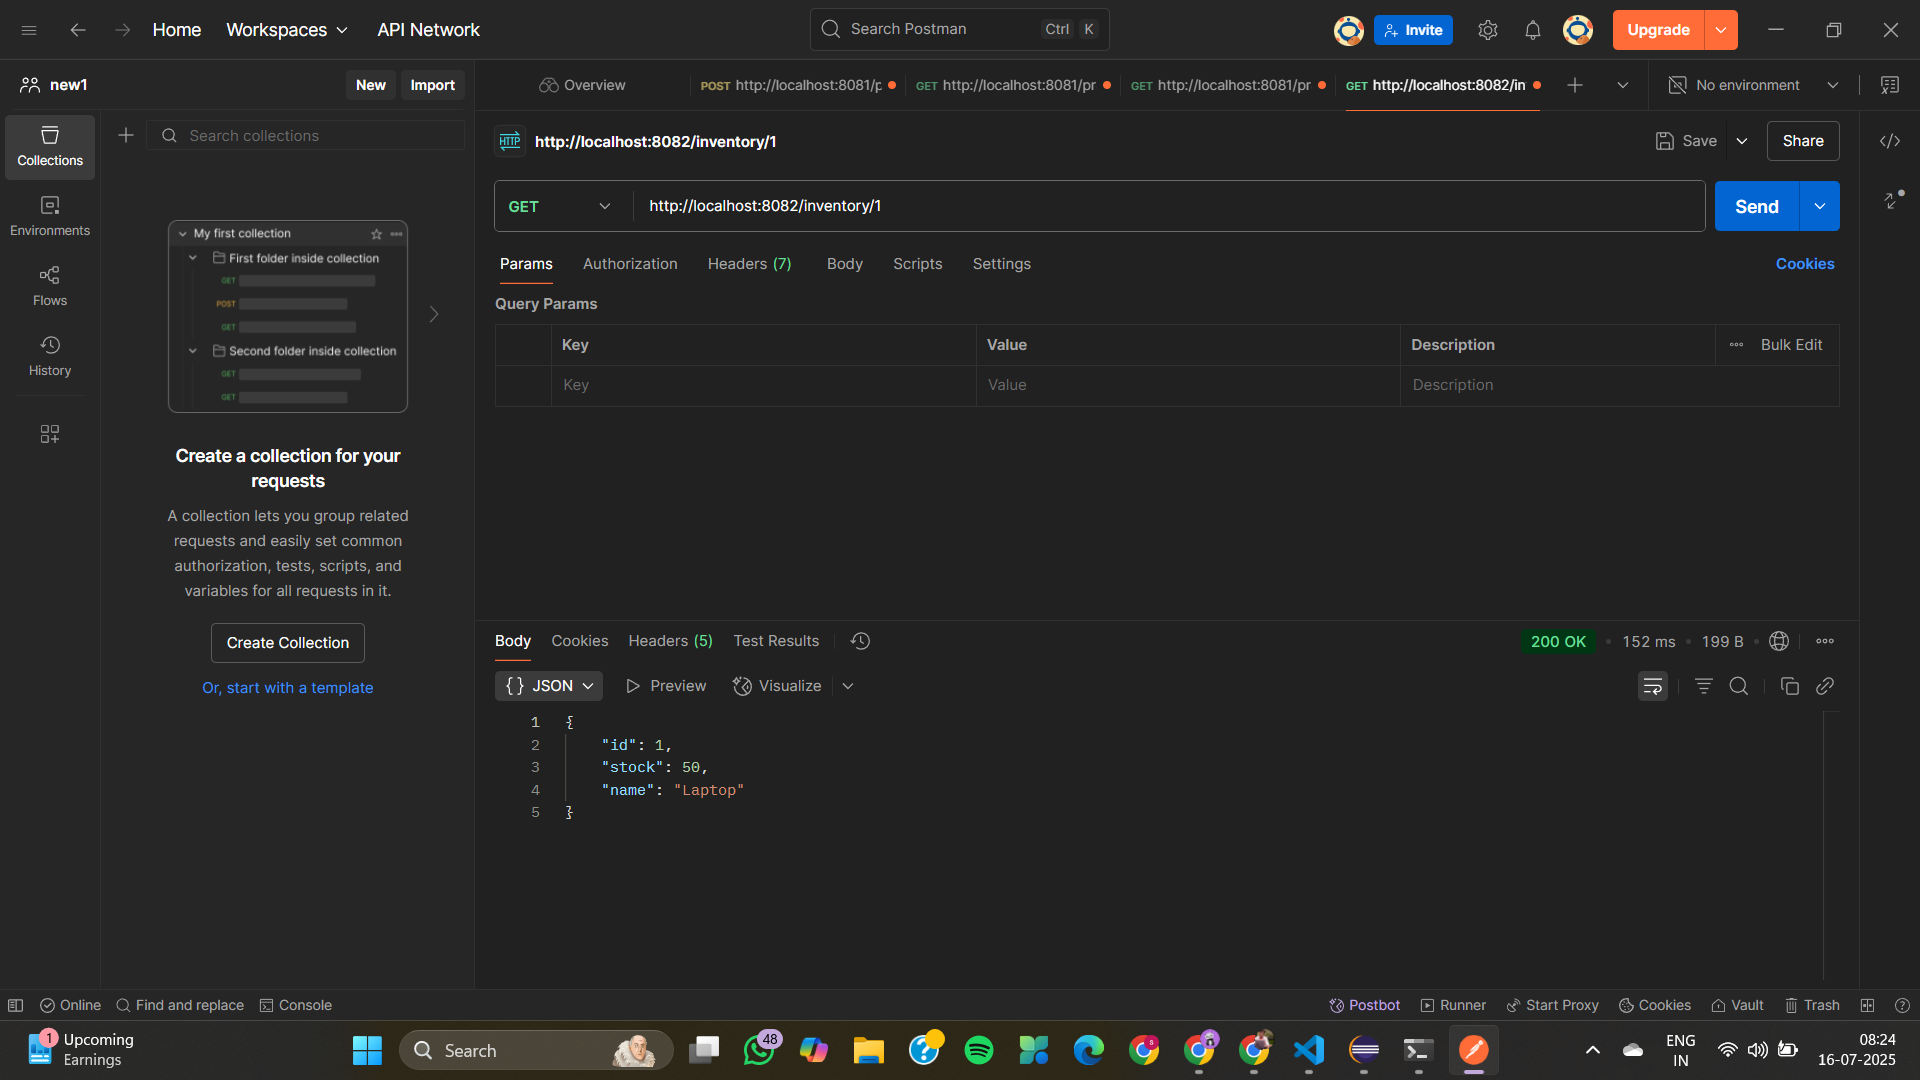 Home
Workspaces
API Network
Search Postman
Ctrl K
Invite
Upgrade
new1
New
Import
Overview
POST http://localhost:8081/p
GET http://localhost:8081/pr
GET http://localhost:8081/pr
GET http://localhost:8082/in
No environment
Collections
Environments
Flows
History
Search collections
My first collection
First folder inside collection
GET
POST
GET
Second folder inside collection
GET
GET
Create a collection for your
requests
A collection lets you group related
requests and easily set common
authorization, tests, scripts, and
variables for all requests in it.
Create Collection
Or, start with a template
HTTP http://localhost:8082/inventory/1
Save
Share
GET
http://localhost:8082/inventory/1
Send
Params
Authorization
Headers (7)
Body
Scripts
Settings
Cookies
Query Params
Key Value Description Bulk Edit
Key Value Description
Body
Cookies
Headers (5)
Test Results
200 OK
152 ms
199 B
{} JSON
Preview
Visualize
1 {
2 "id": 1,
3 "stock": 50,
4 "name": "Laptop"
5 }
Online
Find and replace
Console
Postbot
Runner
Start Proxy
Cookies
Vault
Trash
1
Upcoming
Earnings
Search
48
s
ENG
IN
08:24
16-07-2025